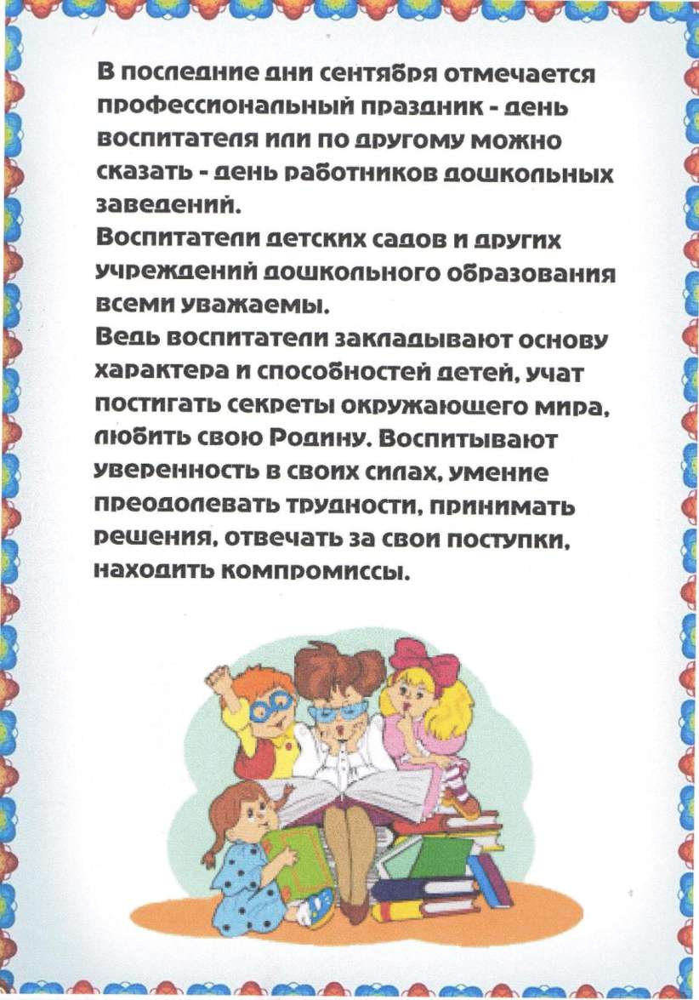 В последние дни сентября отмечается
профессиональный праздник - день
воспитателя или по другому можно
сказать - день работников дошкольных
заведений.
Воспитатели детских садов и других
учреждений дошкольного образования
всеми уважаемы.
Ведь воспитатели закладывают основу
характера и способностей детей, учат
постигать секреты окружающего мира,
любить свою Родину. Воспитывают
уверенность в своих силах, умение
преодолевать трудности, принимать
решения, отвечать за свои поступки,
находить компромиссы.